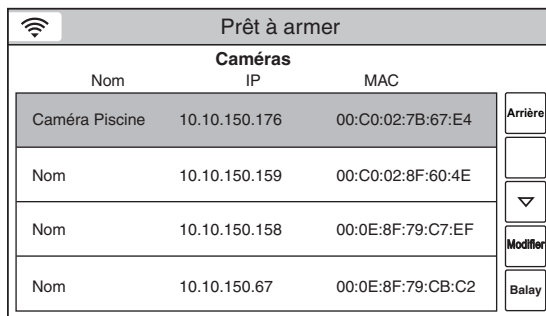 Prêt à armer
Caméras
Nom IP MAC
Caméra Piscine 10.10.150.176 00:C0:02:7B:67:E4
Arrière
Nom 10.10.150.159 00:C0:02:8F:60:4E
Nom 10.10.150.158 00:0E:8F:79:C7:EF
Modifier
Nom 10.10.150.67 00:0E:8F:79:CB:C2
Balay